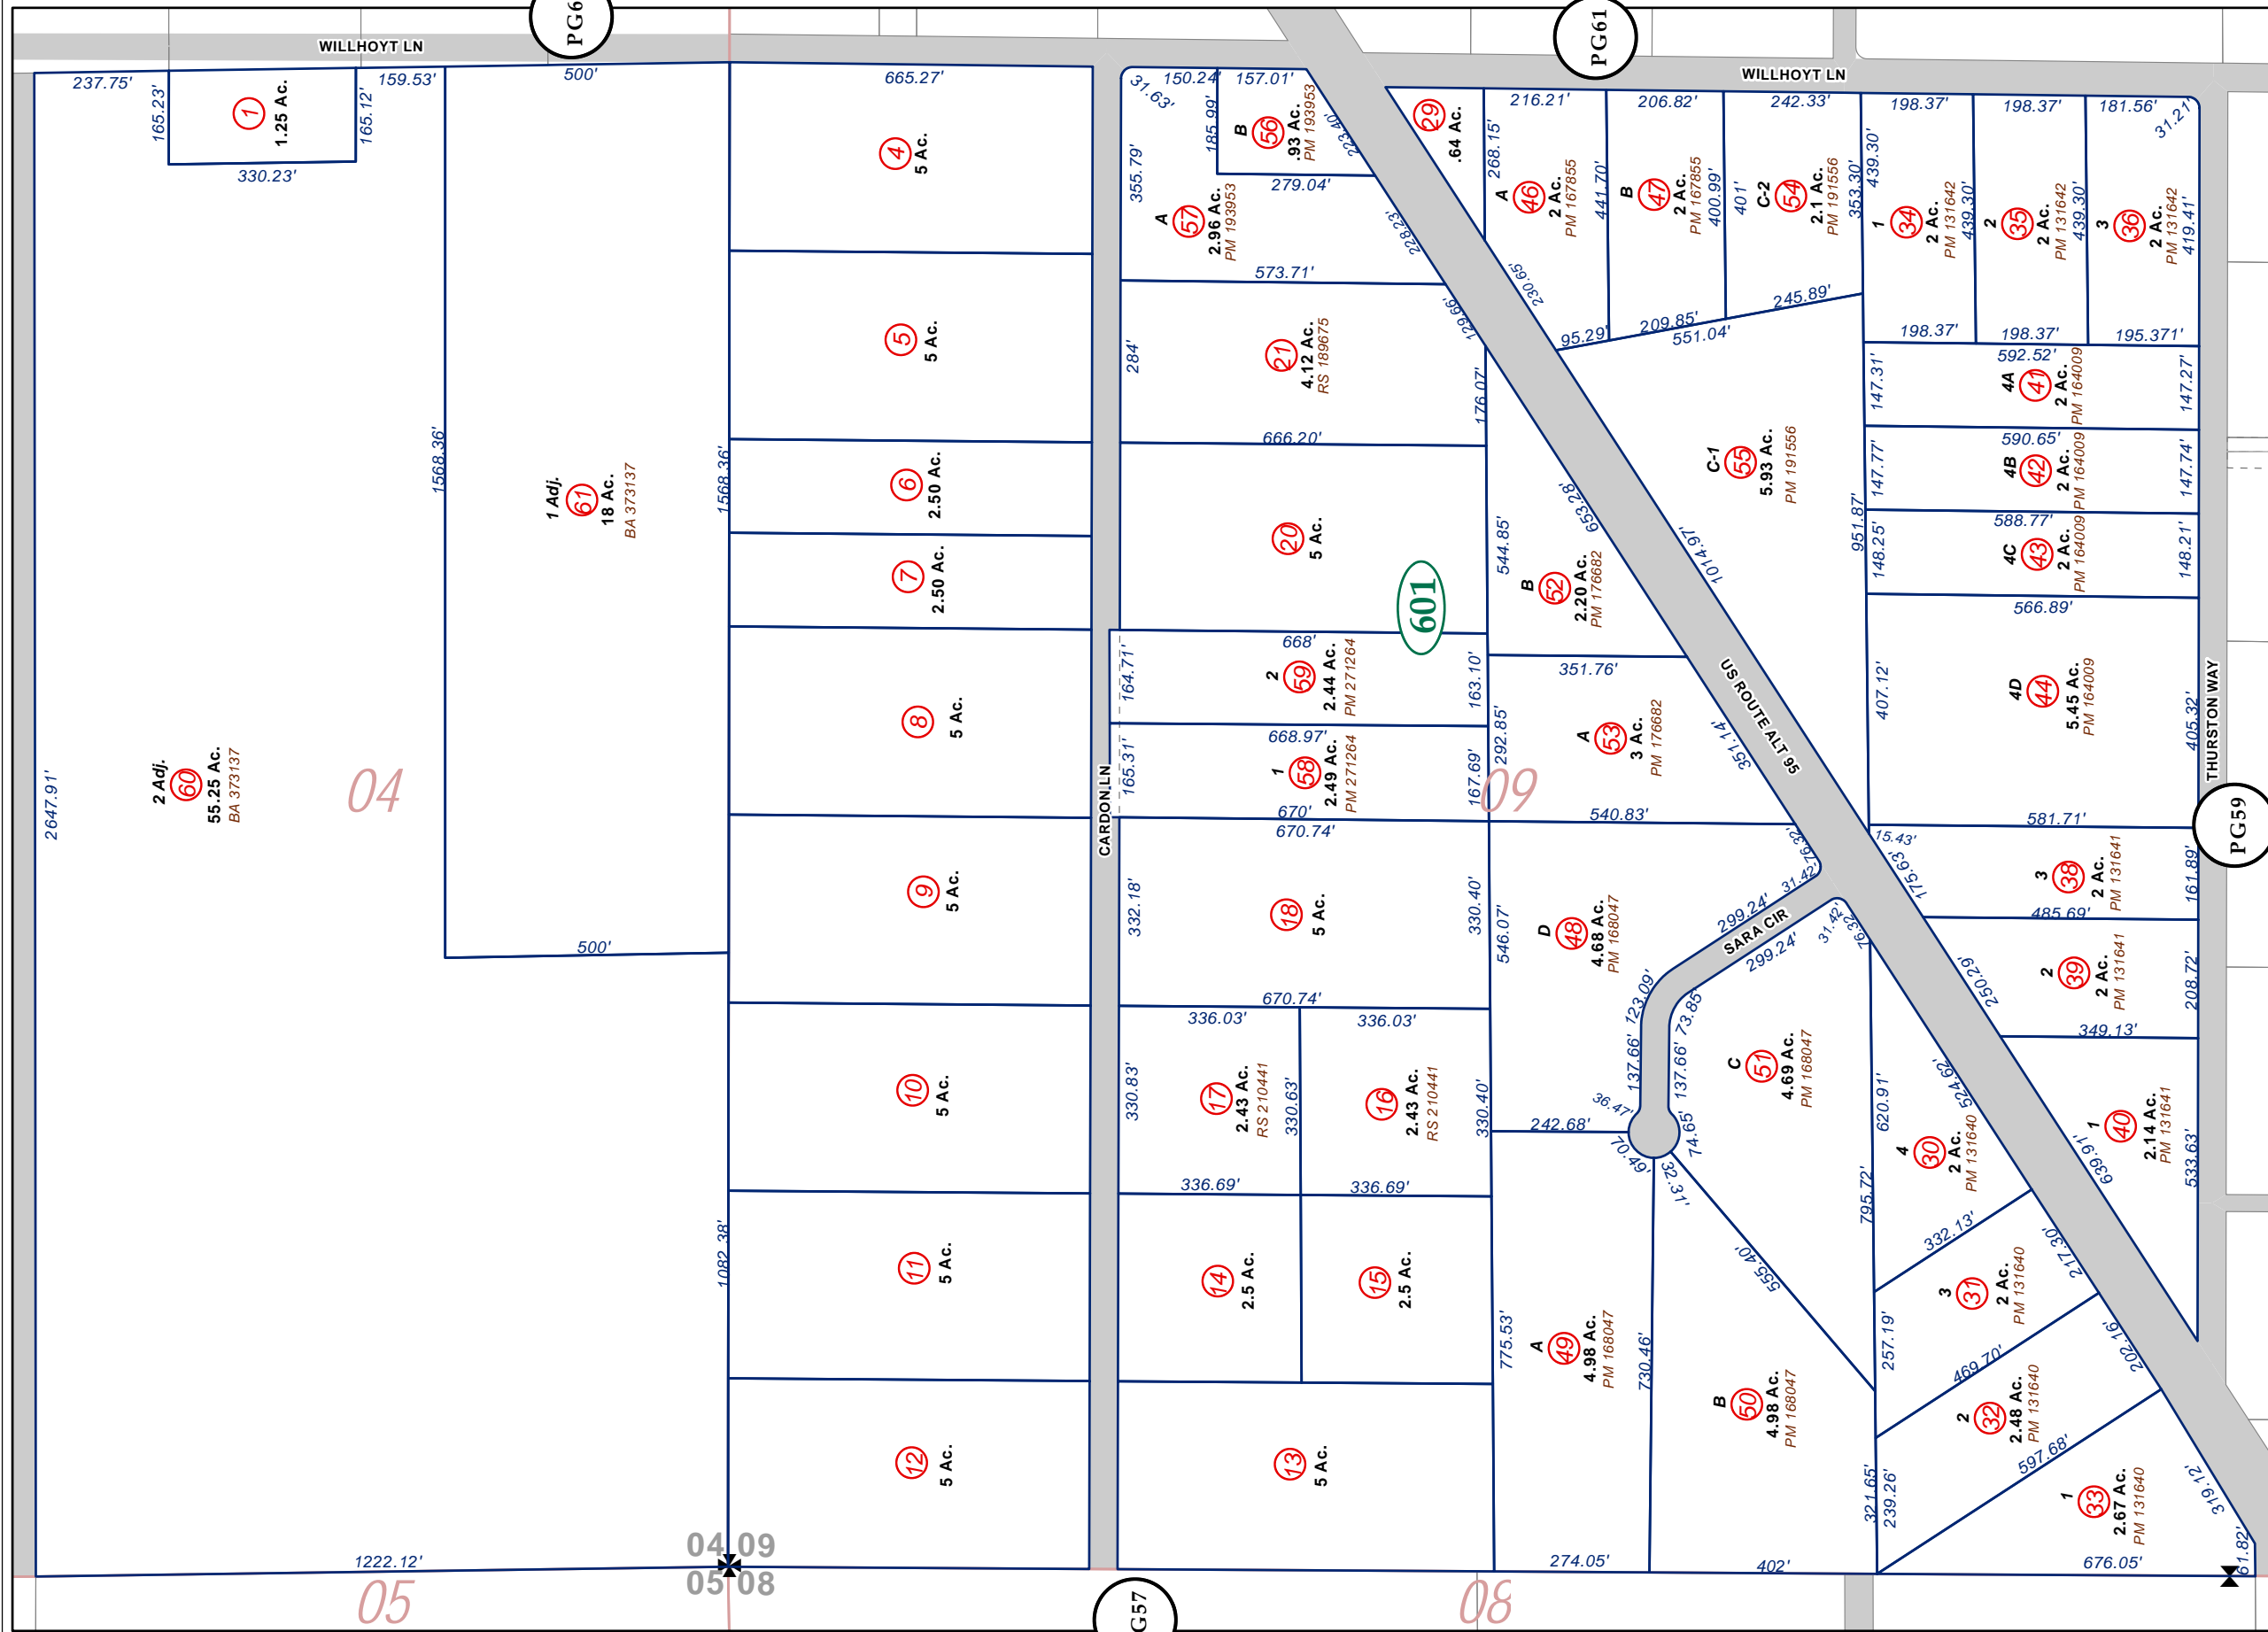 PG6
PG61
WILLHOYT LN
WILLHOYT LN
237.75'
159.53'
500'
665.27'
31.63'
150.24'
157.01'
216.21'
206.82'
242.33'
198.37'
198.37'
181.56'
31.21'
165.23'
1
1.25 Ac.
165.12'
330.23'
4
5 Ac.
355.79'
185.99'
B
56
.93 Ac.
PM 193953
223.40'
279.04'
A
57
2.96 Ac.
PM 193953
228.23'
573.71'
29
.64 Ac.
268.15'
A
46
2 Ac.
PM 167855
441.70'
B
47
2 Ac.
PM 167855
400.99'
401'
C-2
54
2.1 Ac.
PM 191556
353.30'
439.30'
1
34
2 Ac.
PM 131642
439.30'
2
35
2 Ac.
PM 131642
439.30'
3
36
2 Ac.
PM 131642
419.41'
230.65'
95.29'
209.85'
551.04'
245.89'
198.37'
198.37'
195.371'
5
5 Ac.
284'
21
4.12 Ac.
RS 189675
129.66'
176.07'
666.20'
592.52'
147.31'
4A
41
2 Ac.
PM 164009
147.27'
590.65'
147.77'
4B
42
2 Ac.
PM 164009
147.74'
588.77'
148.25'
4C
43
2 Ac.
PM 164009
148.21'
566.89'
1568.36'
1 Adj.
61
18 Ac.
BA 373137
1568.36'
6
2.50 Ac.
7
2.50 Ac.
20
5 Ac.
601
544.85'
B
52
2.20 Ac.
PM 176682
653.28'
1014.97'
C-1
55
5.93 Ac.
PM 191556
951.87'
668'
164.71'
2
59
2.44 Ac.
PM 271264
163.10'
351.76'
US ROUTE ALT 95
407.12'
4D
44
5.45 Ac.
PM 164009
405.32'
THURSTON WAY
2647.91'
2 Adj.
60
55.25 Ac.
BA 373137
04
8
5 Ac.
CARDON LN
668.97'
165.31'
1
58
2.49 Ac.
PM 271264
167.69'
292.85'
09
A
53
3 Ac.
PM 176682
351.14'
670'
670.74'
540.83'
581.71'
PG59
9
5 Ac.
332.18'
18
5 Ac.
330.40'
546.07'
D
48
4.68 Ac.
PM 168047
76.32'
31.42'
299.24'
SARA CIR
299.24'
31.42'
76.32'
15.43'
175.63'
3
38
2 Ac.
PM 131641
161.89'
485.69'
250.29'
2
39
2 Ac.
PM 131641
208.72'
349.13'
500'
670.74'
336.03'
336.03'
123.09'
73.85'
137.66'
137.66'
10
5 Ac.
330.83'
17
2.43 Ac.
RS 210441
330.63'
16
2.43 Ac.
RS 210441
330.40'
36.47'
242.68'
70.49'
74.65'
32.31'
C
51
4.69 Ac.
PM 168047
620.91'
524.62'
4
30
2 Ac.
PM 131640
639.91'
1
40
2.14 Ac.
PM 131641
533.63'
336.69'
336.69'
795.72'
332.13'
217.30'
1082.38'
11
5 Ac.
14
2.5 Ac.
15
2.5 Ac.
775.53'
A
49
4.98 Ac.
PM 168047
730.46'
555.40'
257.19'
3
31
2 Ac.
PM 131640
469.70'
202.16'
B
50
4.98 Ac.
PM 168047
2
32
2.48 Ac.
PM 131640
597.68'
12
5 Ac.
13
5 Ac.
321.65'
239.26'
1
33
2.67 Ac.
PM 131640
319.12'
61.82'
1222.12'
04 09
05 08
274.05'
402'
676.05'
05
G57
08